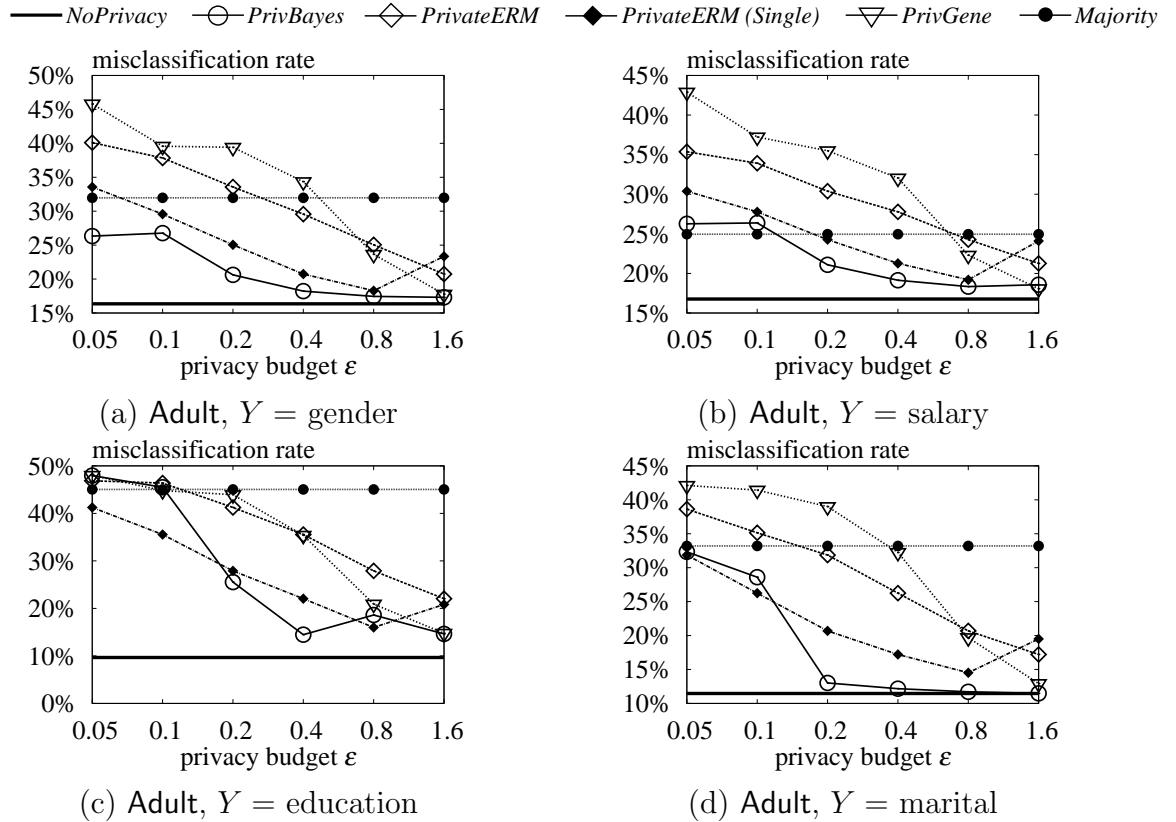 NoPrivacy PrivBayes PrivateERM PrivateERM (Single) PrivGene Majority
misclassification rate
50%
45%
40%
35%
30%
25%
20%
15%
0.05 0.1 0.2 0.4 0.8 1.6
privacy budget ε
(a) Adult, Y = gender
misclassification rate
45%
40%
35%
30%
25%
20%
15%
0.05 0.1 0.2 0.4 0.8 1.6
privacy budget ε
(b) Adult, Y = salary
misclassification rate
50%
40%
30%
20%
10%
0%
0.05 0.1 0.2 0.4 0.8 1.6
privacy budget ε
(c) Adult, Y = education
misclassification rate
45%
40%
35%
30%
25%
20%
15%
10%
0.05 0.1 0.2 0.4 0.8 1.6
privacy budget ε
(d) Adult, Y = marital